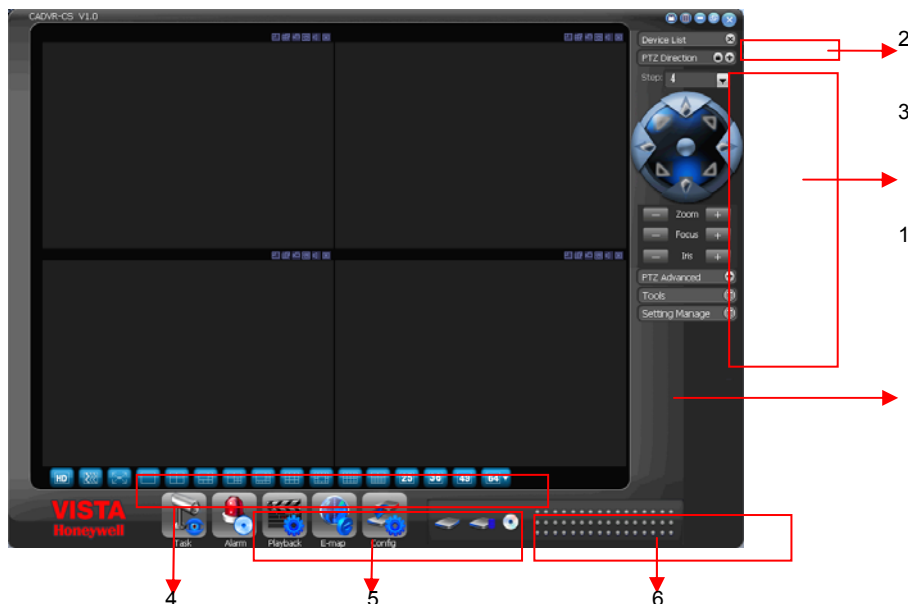 CADVR-CS V1.0
Device List
2
PTZ Direction
Step: 4
3
1
Zoom
Focus
Iris
PTZ Advanced
Tools
Setting Manage
HD 25 36 49 64
VISTA
Honeywell
Task Alarm Playback E-map Config
4 5 6